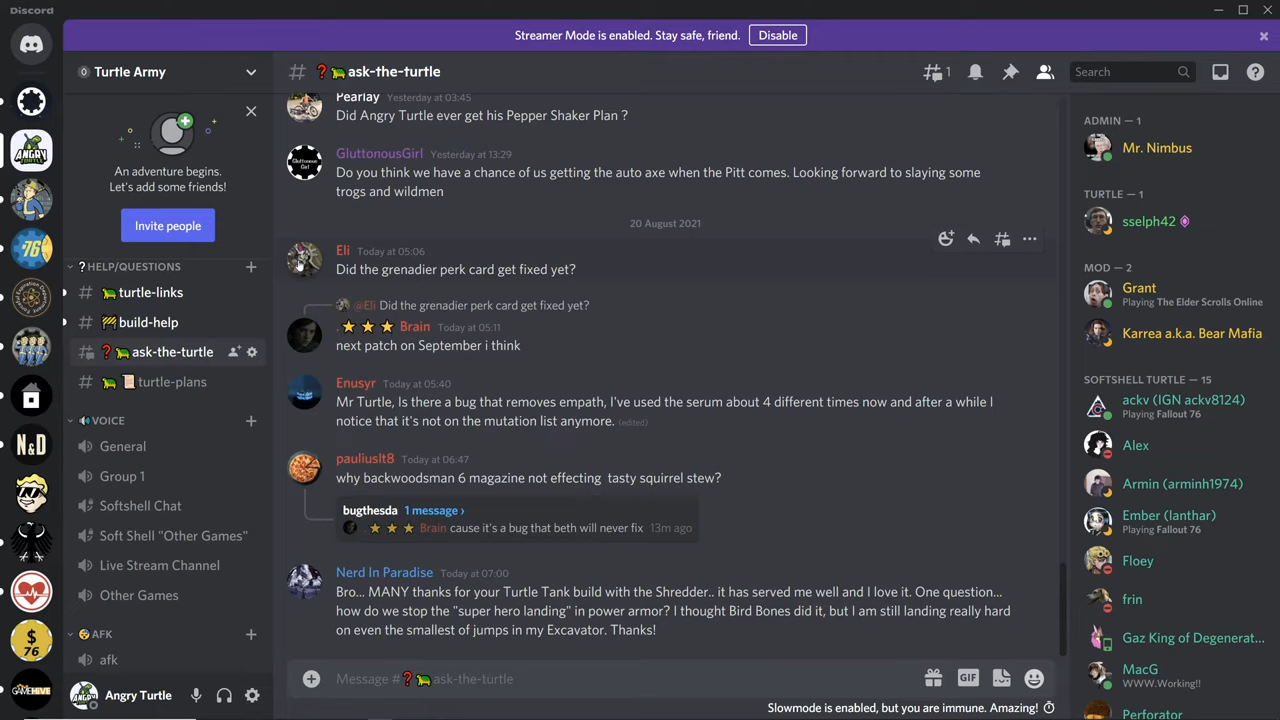 Discord
Streamer Mode is enabled. Stay safe, friend. Disable
Turtle Army
An adventure begins.
Let's add some friends!
Invite people
?HELP/QUESTIONS
turtle-links
build-help
ask-the-turtle
turtle-plans
VOICE
General
Group 1
Softshell Chat
Soft Shell "Other Games"
Live Stream Channel
Other Games
AFK
afk
Angry Turtle
ask-the-turtle
1
Search
Pearlay Yesterday at 03:45
Did Angry Turtle ever get his Pepper Shaker Plan ?
GluttonousGirl Yesterday at 13:29
Do you think we have a chance of us getting the auto axe when the Pitt comes. Looking forward to slaying some
trogs and wildmen
20 August 2021
Eli Today at 05:06
Did the grenadier perk card get fixed yet?
@Eli Did the grenadier perk card get fixed yet?
Brain Today at 05:11
next patch on September i think
Enusyr Today at 05:40
Mr Turtle, Is there a bug that removes empath, I've used the serum about 4 different times now and after a while I
notice that it's not on the mutation list anymore. (edited)
pauliuslt8 Today at 06:47
why backwoodsman 6 magazine not effecting tasty squirrel stew?
bugthesda 1 message ›
Brain cause it's a bug that beth will never fix 13m ago
Nerd In Paradise Today at 07:00
Bro... MANY thanks for your Turtle Tank build with the Shredder.. it has served me well and I love it. One question...
how do we stop the "super hero landing" in power armor? I thought Bird Bones did it, but I am still landing really hard
on even the smallest of jumps in my Excavator. Thanks!
Message #❓ask-the-turtle
GIF
Slowmode is enabled, but you are immune. Amazing!
ADMIN — 1
Mr. Nimbus
TURTLE — 1
sselph42
MOD — 2
Grant
Playing The Elder Scrolls Online
Karrea a.k.a. Bear Mafia
SOFTSHELL TURTLE — 15
ackv (IGN ackv8124)
Playing Fallout 76
Alex
Armin (arminh1974)
Ember (lanthar)
Playing Fallout 76
Floey
frin
Gaz King of Degenerat...
MacG
WWW.Working!!
Perforator
ANGRY
TURTLE
76
N&D
$
76
GAMEHIVE